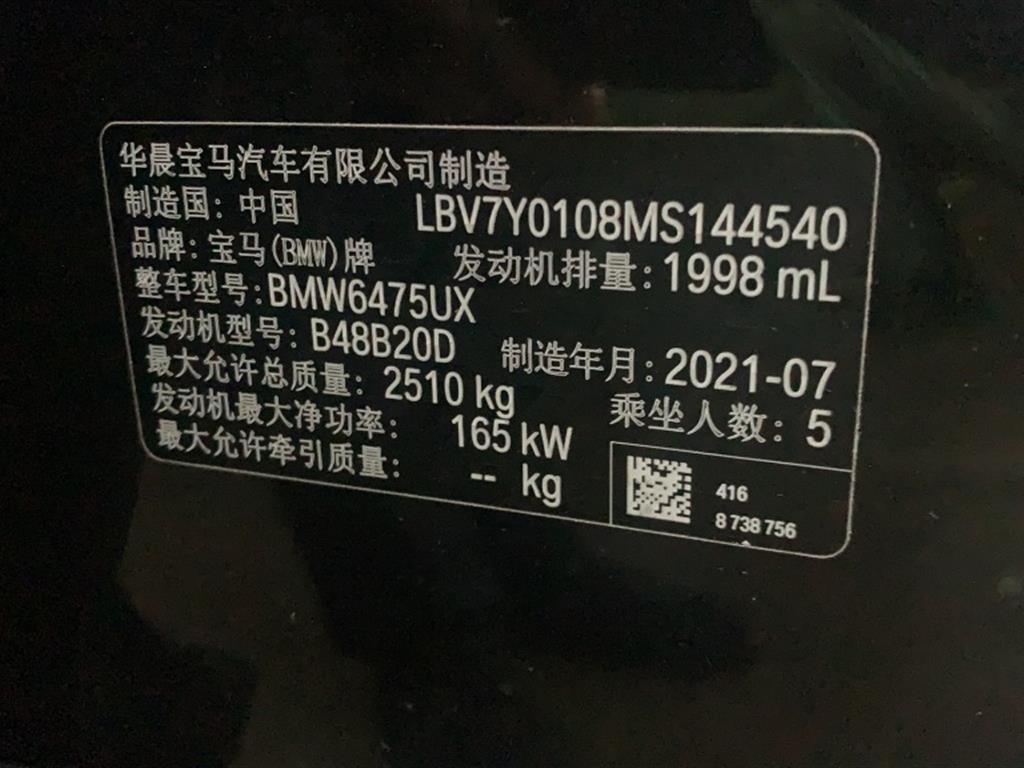 华晨宝马汽车有限公司制造
制造国：中国 LBV7Y0108MS144540
品牌：宝马(BMW)牌 发动机排量：1998 mL
整车型号：BMW6475UX
发动机型号：B48B20D 制造年月：2021-07
最大允许总质量：2510 kg 乘坐人数：5
发动机最大净功率：165 kW
最大允许牵引质量：-- kg
416
8 738 756